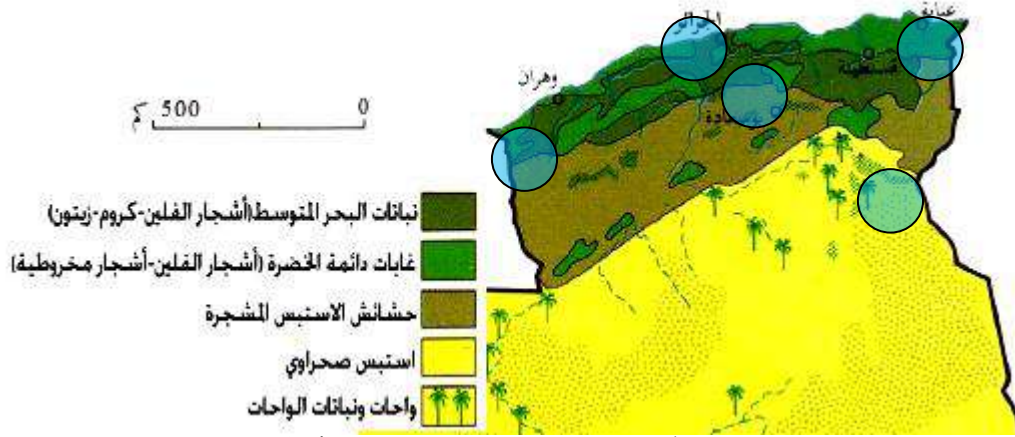 عنابة
الجزائر
قسنطينة
وهران
بوسعادة
كم 500 0
نباتات البحر المتوسط(أشجار الفلين-كروم-زيتون)
غابات دائمة الخضرة (أشجار الفلين-أشجار مخروطية)
حشائش الاستبس المشجرة
استبس صحراوي
واحات ونباتات الواحات